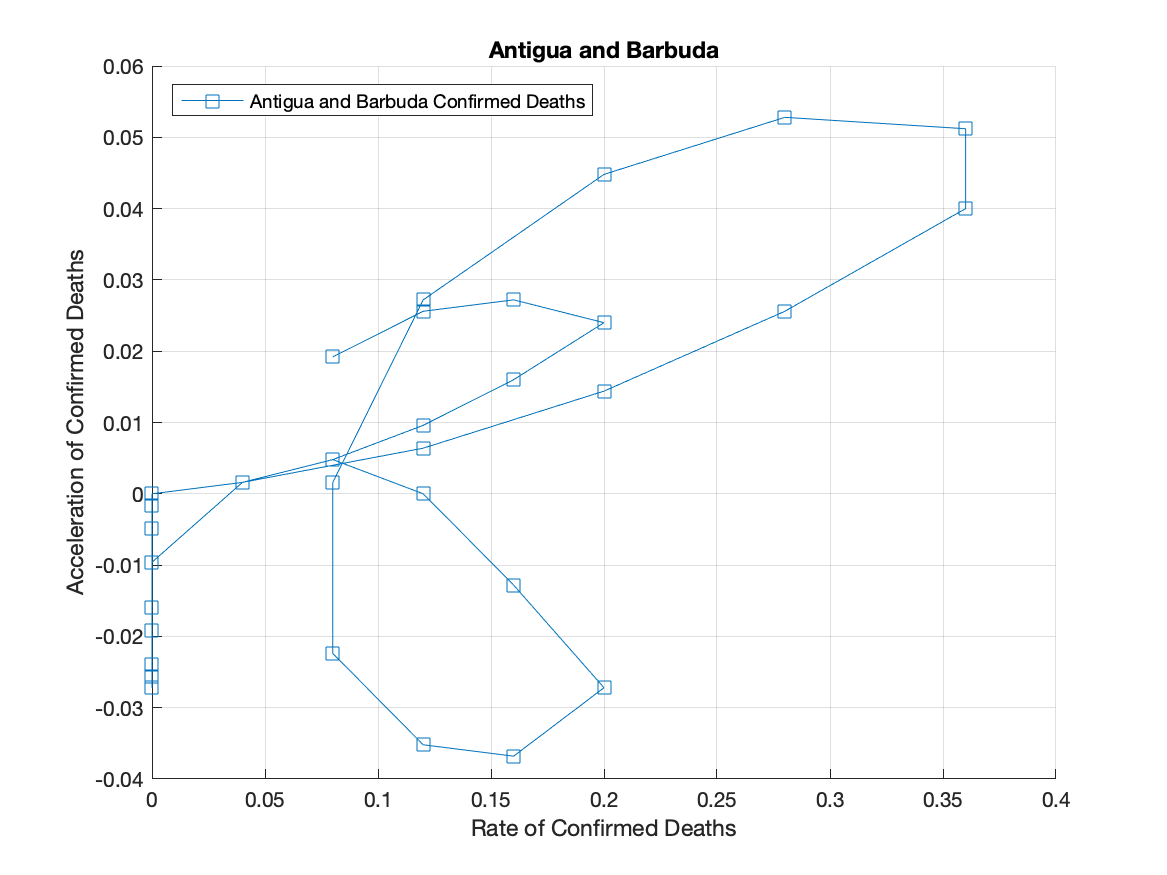 Antigua and Barbuda
0.06
Antigua and Barbuda Confirmed Deaths
0.05
0.04
0.03
0.02
0.01
0
-0.01
-0.02
-0.03
-0.04
Acceleration of Confirmed Deaths
0 0.05 0.1 0.15 0.2 0.25 0.3 0.35 0.4
Rate of Confirmed Deaths